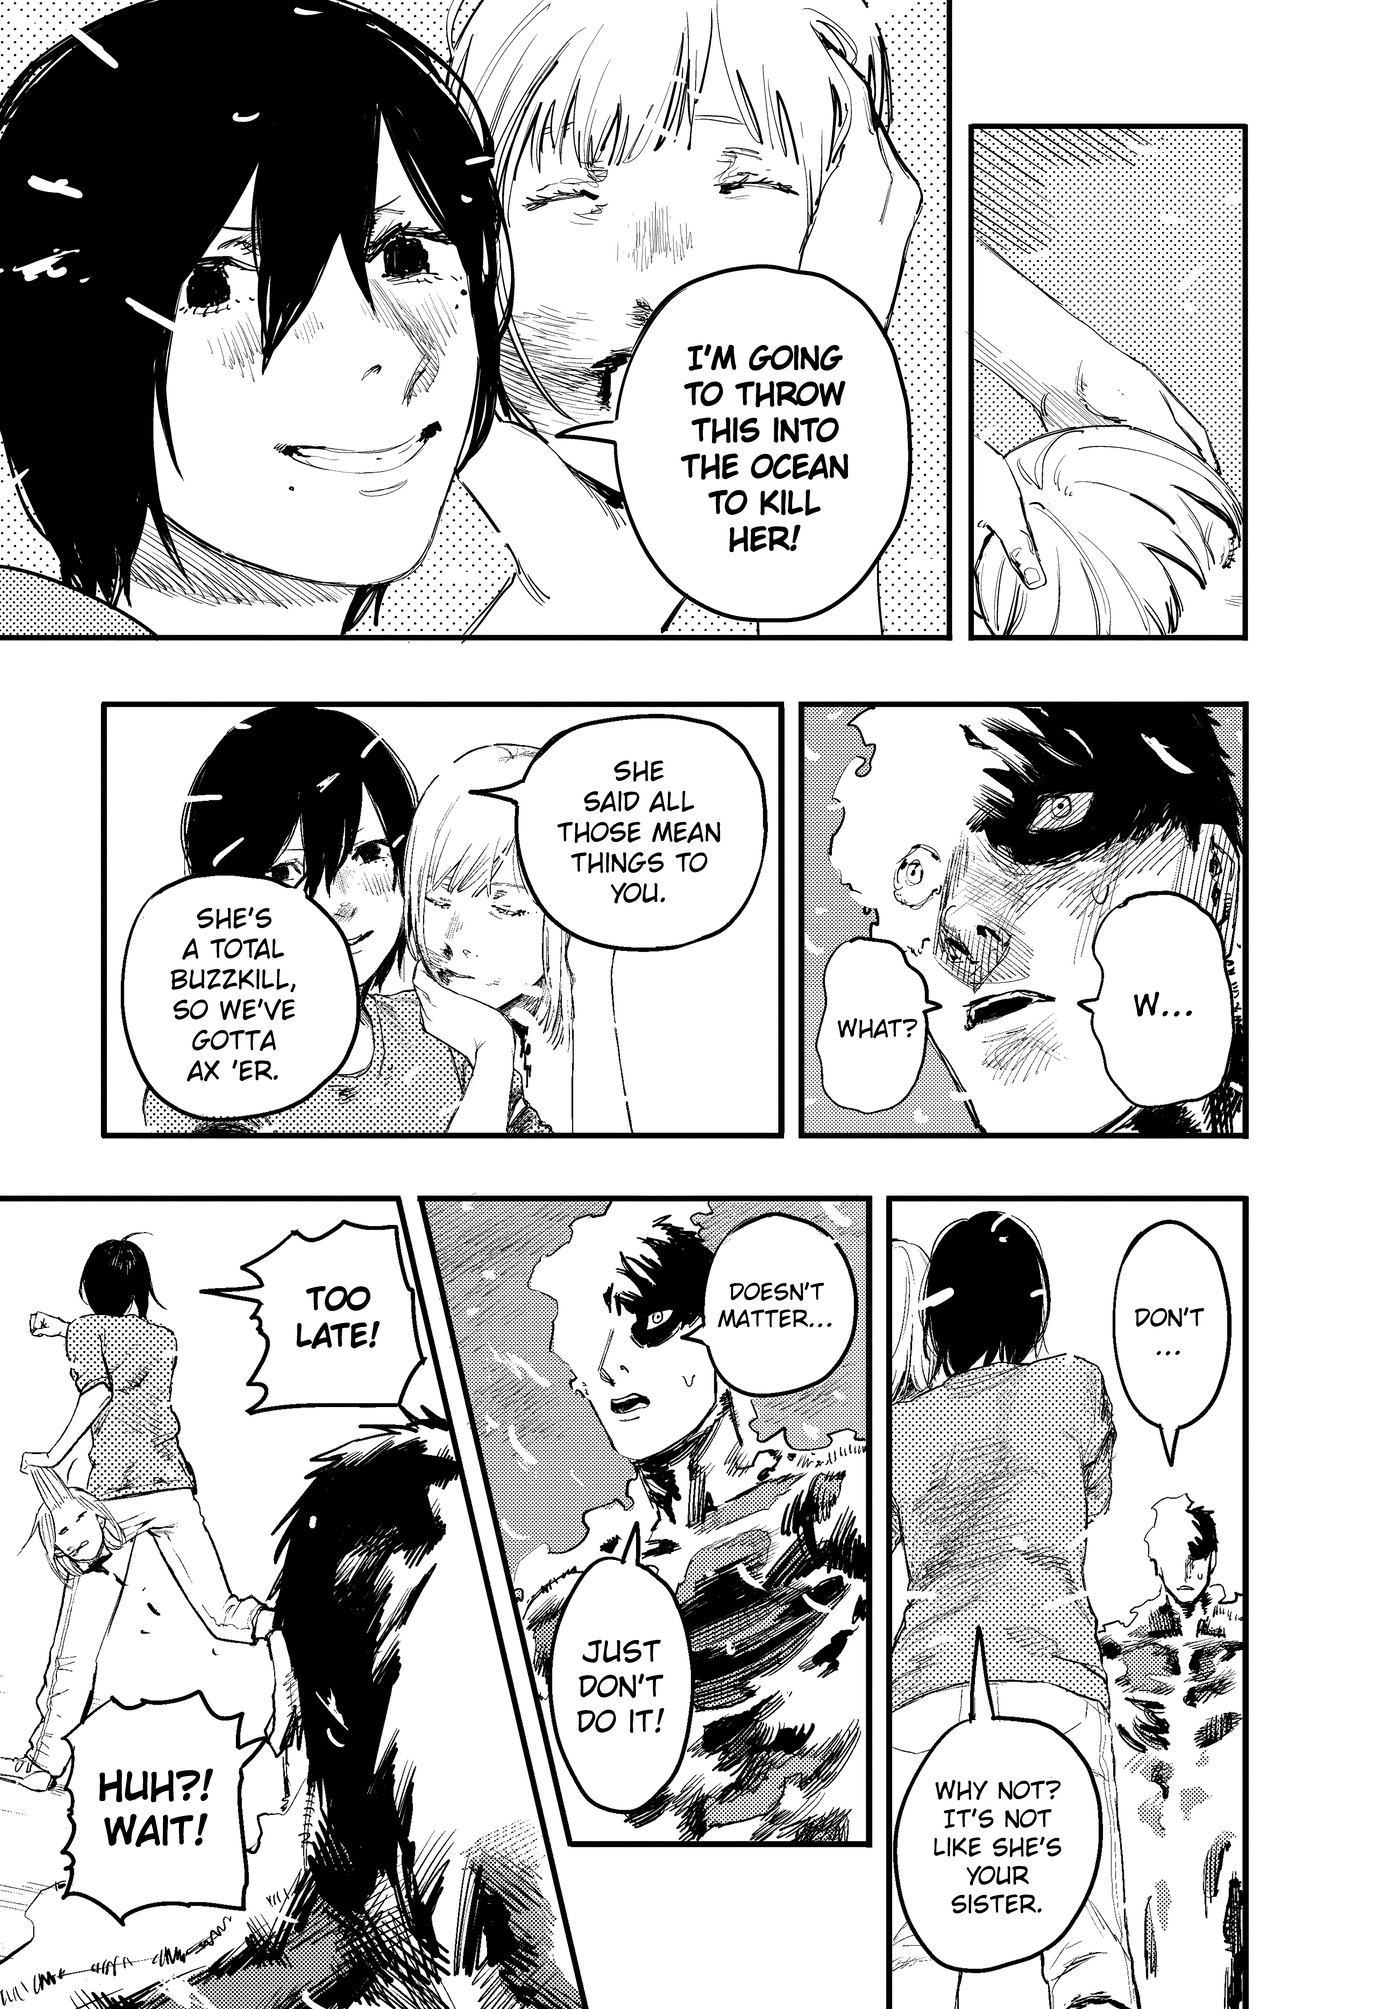 I'M GOING
TO THROW
THIS INTO
THE OCEAN
TO KILL
HER!
W...
WHAT?
SHE
SAID ALL
THOSE MEAN
THINGS TO
YOU.
SHE'S
A TOTAL
BUZZKILL,
SO WE'VE
GOTTA
AX 'ER.
DON'T
...
WHY NOT?
IT'S NOT
LIKE SHE'S
YOUR
SISTER.
DOESN'T
MATTER...
JUST
DON'T
DO IT!
TOO
LATE!
HUH?!
WAIT!